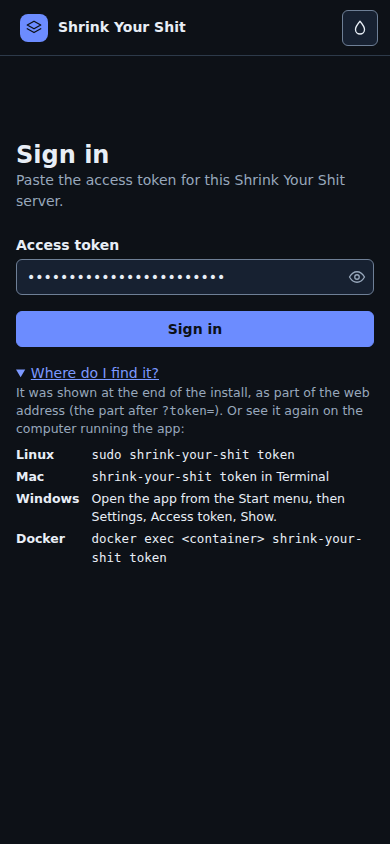 Shrink Your Shit
Sign in
Paste the access token for this Shrink Your Shit
server.
Access token
••••••••••••••••••••••••
Sign in
▼ Where do I find it?
It was shown at the end of the install, as part of the web
address (the part after ?token=). Or see it again on the
computer running the app:
Linux sudo shrink-your-shit token
Mac shrink-your-shit token in Terminal
Windows Open the app from the Start menu, then
Settings, Access token, Show.
Docker docker exec <container> shrink-your-
shit token